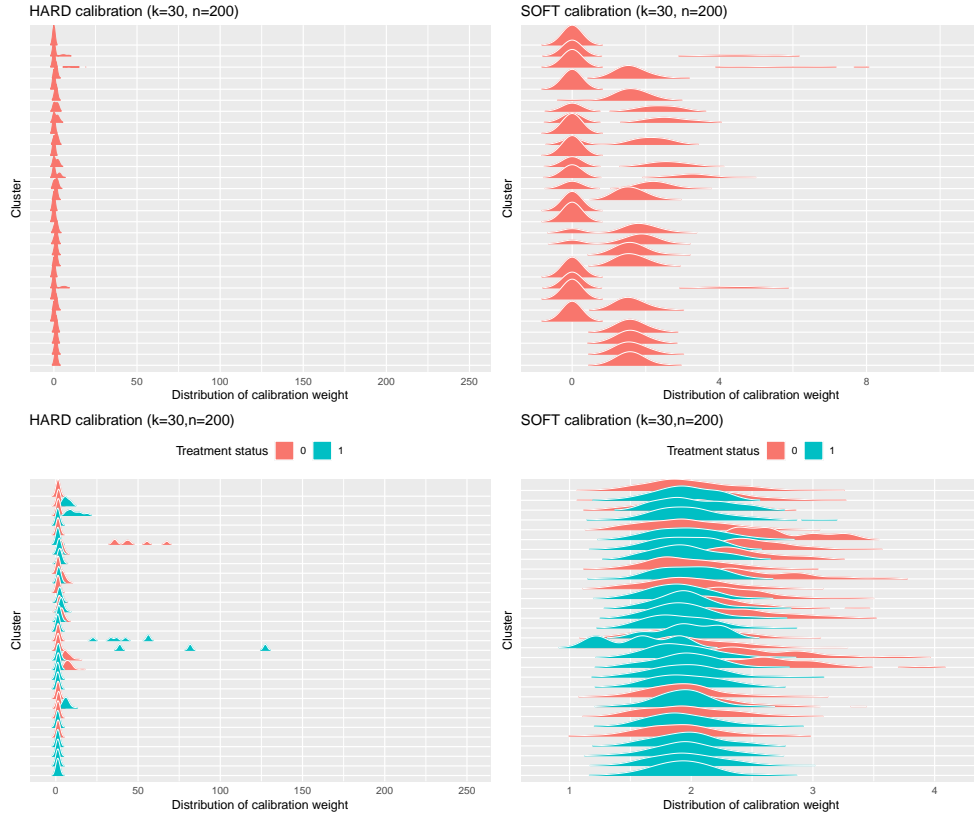 HARD calibration (k=30, n=200)
SOFT calibration (k=30, n=200)
Cluster
Cluster
0 50 100 150 200 250
0 4 8
Distribution of calibration weight
Distribution of calibration weight
HARD calibration (k=30,n=200)
SOFT calibration (k=30,n=200)
Treatment status 0 1
Treatment status 0 1
Cluster
Cluster
0 50 100 150 200 250
1 2 3 4
Distribution of calibration weight
Distribution of calibration weight